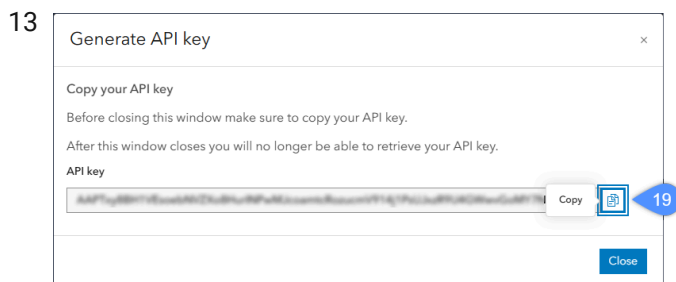 13
Generate API key
×
Copy your API key
Before closing this window make sure to copy your API key.
After this window closes you will no longer be able to retrieve your API key.
API key
Copy
19
Close